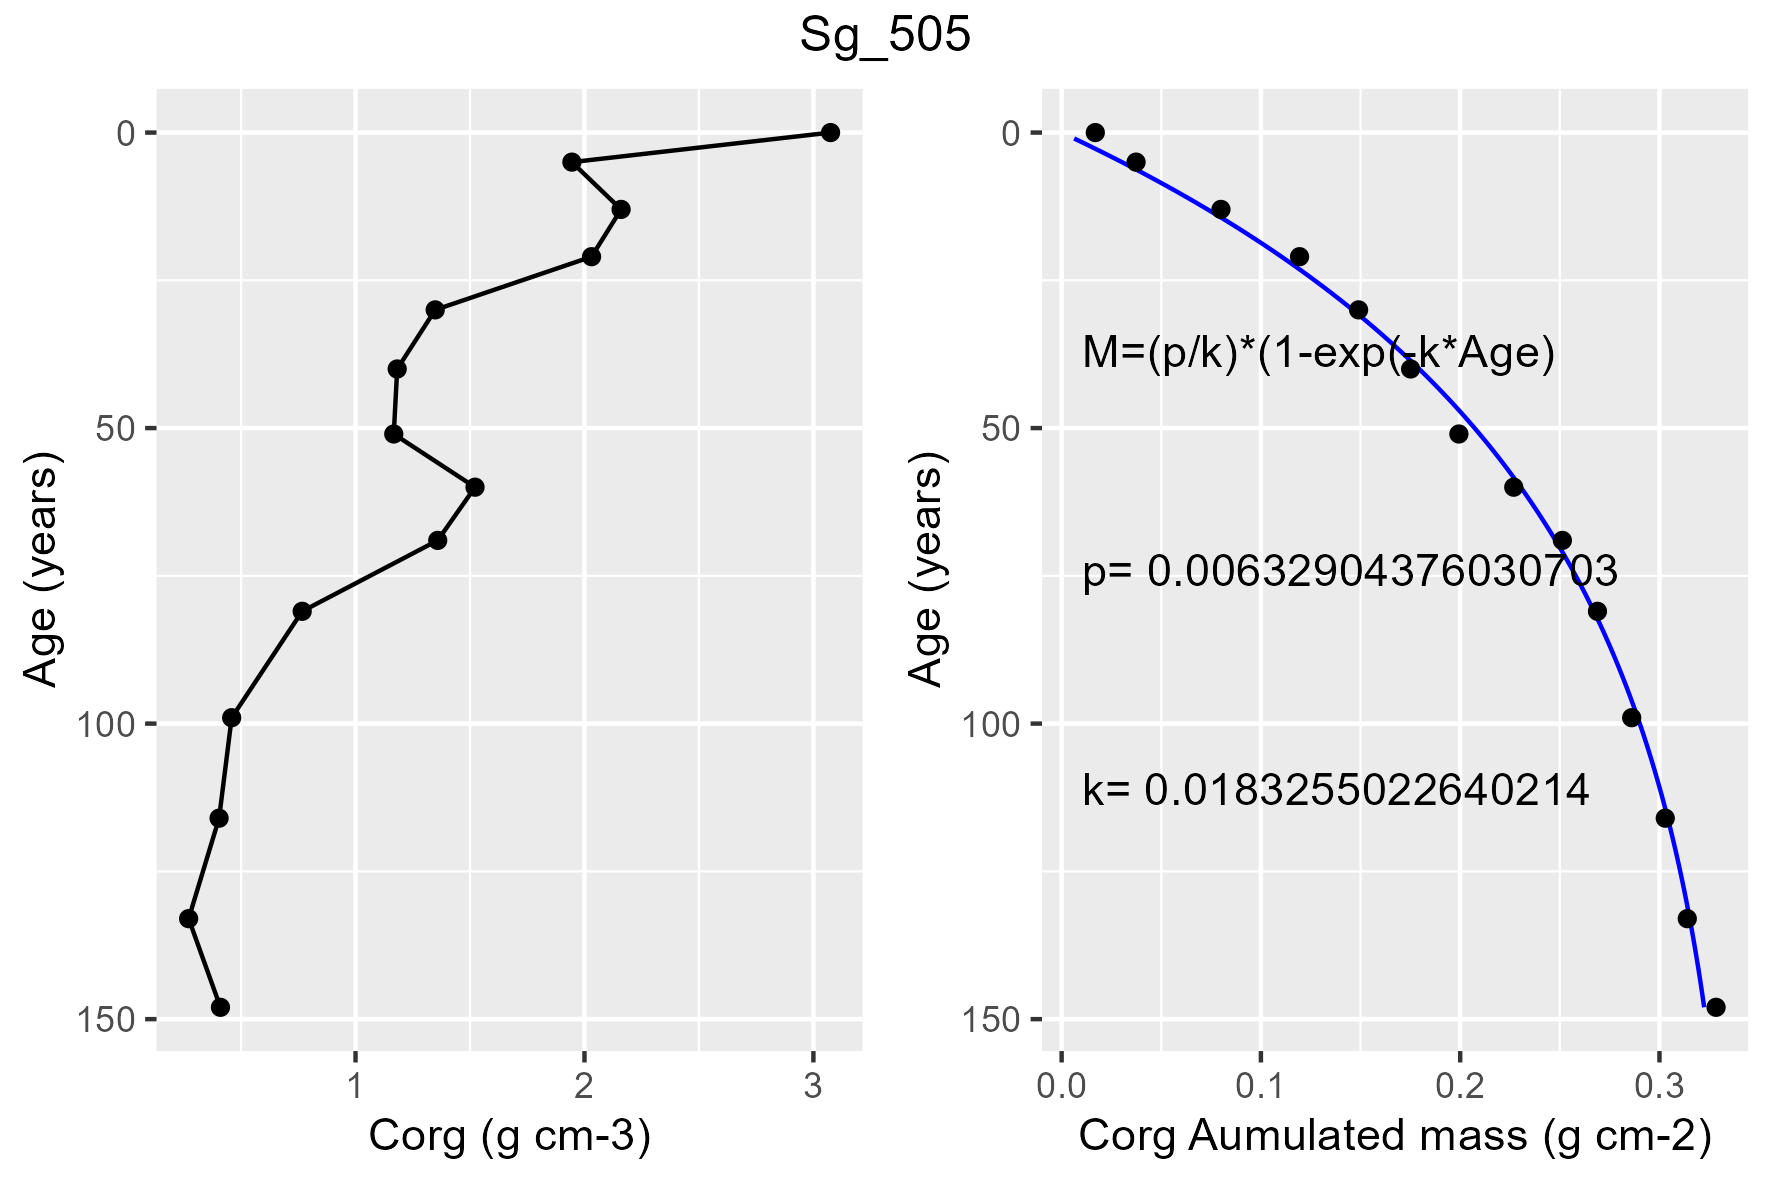 Sg_505
0
50
100
150
Age (years)
1
2
3
Corg (g cm-3)
0
50
100
150
Age (years)
M=(p/k)*(1-exp(-k*Age)
p= 0.00632904376030703
k= 0.0183255022640214
0.0
0.1
0.2
0.3
Corg Aumulated mass (g cm-2)